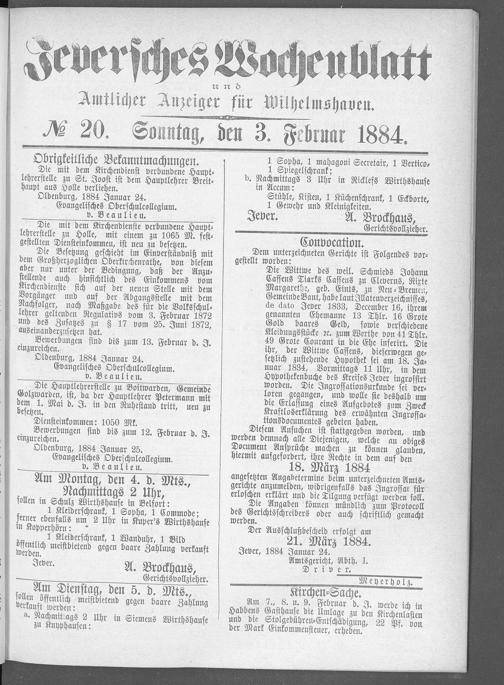 Jeversches Wochenblatt
und
Amtlicher Anzeiger für Wilhelmshaven.
№ 20. Sonntag, den 3. Februar 1884.
Obrigkeitliche Bekanntmachungen.
Die mit dem Kirchendienst verbundene Haupt-
lehrerstelle zu St. Joost ist dem Hauptlehrer Breit-
haupt aus Holle verliehen.
Oldenburg, 1884 Januar 24.
Evangelisches Oberschulcollegium.
v. Beaulieu.
Die mit dem Kirchendienste verbundene Haupt-
lehrerstelle zu Holle, mit einem zu 1065 M. fest-
gestellten Diensteinkommen, ist neu zu besetzen.
Die Besetzung geschieht im Einverständniß mit
dem Großherzoglichen Oberkirchenrathe, in diesem
aber nur unter der Bedingung, daß der Anzu-
stellende auch hinsichtlich des Einkommens vom
Kirchendienste sich auf der einen Seite mit dem
Vorgänger und auf der Abgangsstelle mit dem
Nachfolger, nach Maßgabe des für die Volksschul-
lehrer geltenden Regulativs vom 3. Februar 1872
und des Zusatzes zu § 17 vom 25. Juni 1872,
auseinanderzusetzen hat.
Bewerbungen sind bis zum 13. Februar d. J.
einzureichen.
Oldenburg, 1884 Januar 24.
Evangelisches Oberschulcollegium.
v. Beaulieu.
Die Hauptlehrerstelle zu Boitwarden, Gemeinde
Golzwarden, ist, da der Hauptlehrer Petermann mit
dem 1. Mai d. J. in den Ruhestand tritt, neu zu
besetzen.
Diensteinkommen: 1050 Mk.
Bewerbungen sind bis zum 12. Februar d. J.
einzureichen.
Oldenburg, 1884 Januar 25.
Evangelisches Oberschulcollegium.
v. Beaulieu.
Am Montag, den 4. d. Mts.,
Nachmittags 2 Uhr,
sollen in Schulz Wirthshause in Belfort:
1 Kleiderschrank, 1 Sopha, 1 Commode;
ferner ebenfalls um 2 Uhr in Kuper's Wirthshause
in Kopperhörn:
1 Kleiderschrank, 1 Wanduhr, 1 Bild
öffentlich meistbietend gegen baare Zahlung verkauft
werden.
Jever. A. Brockhaus,
Gerichtsvollzieher.
Am Dienstag, den 5. d. Mts.,
sollen öffentlich meistbietend gegen baare Zahlung
verkauft werden:
a. Nachmittags 2 Uhr in Siemens Wirthshause
zu Knyphausen:
1 Sopha, 1 mahagoni Secretair, 1 Vertico,
1 Spiegelschrank;
b. Nachmittags 3 Uhr in Ricklefs Wirthshause
in Accum:
Stühle, Kisten, 1 Küchenschrank, 1 Eckborte,
1 Gewehr und Kleinigkeiten.
Jever. A. Brockhaus,
Gerichtsvollzieher.
Convocation.
Dem unterzeichneten Gerichte ist Folgendes vor-
gestellt worden:
Die Wittwe des weil. Schmieds Johann
Cassens Diarks Cassens zu Cleverns, Eixte
Margarethe, geb. Eints, zu Neu-Bremen,
Gemeinde Bant, habe laut Illatenverzeichnisses,
de dato Jever 1833, December 16, ihrem
genannten Ehemanne 13 Thlr. 16 Grote
Gold baares Geld, sowie verschiedene
Kleidungsstücke ꝛc. zum Werthe von 41 Thlr.
49 Grote Courant in die Ehe inferirt. Die
ihr, der Wittwe Cassens, dieserwegen ge-
setzlich zustehende Hypothek sei am 18. Ja-
nuar 1834, Vormittags 11 Uhr, in dem
Hypothekenbuche des Kreises Jever ingrossirt
worden. Die Ingrossationsurkunde sei ver-
loren gegangen, und wolle sie deshalb um
die Erlassung eines Aufgebotes zum Zweck
Kraftloserklärung des erwähnten Ingrossa-
tionsdocumentes gebeten haben.
Diesem Ansuchen ist stattgegeben worden, und
werden demnach alle Diejenigen, welche an obiges
Document Ansprüche machen zu können glauben,
hiermit aufgefordert, ihre Rechte in dem auf den
18. März 1884
angesetzten Angabetermine beim unterzeichneten Amts-
gerichte anzumelden, widrigenfalls das Ingrossat für
erloschen erklärt und die Tilgung verfügt werden soll.
Die Angaben können mündlich zum Protocoll
des Gerichtsschreibers oder auch schriftlich gemacht
werden.
Der Ausschlußbescheid erfolgt am
21. März 1884.
Jever, 1884 Januar 24.
Amtsgericht, Abth. I.
Driver.
Meyerholz.
Kirchen-Sache.
Am 7., 8. u. 9. Februar d. J. werde ich in
Habbens Gasthause die Umlage zu den Kirchenlasten
und die Stolgebühren-Entschädigung, 22 Pf. von
der Mark Einkommensteuer, erheben.